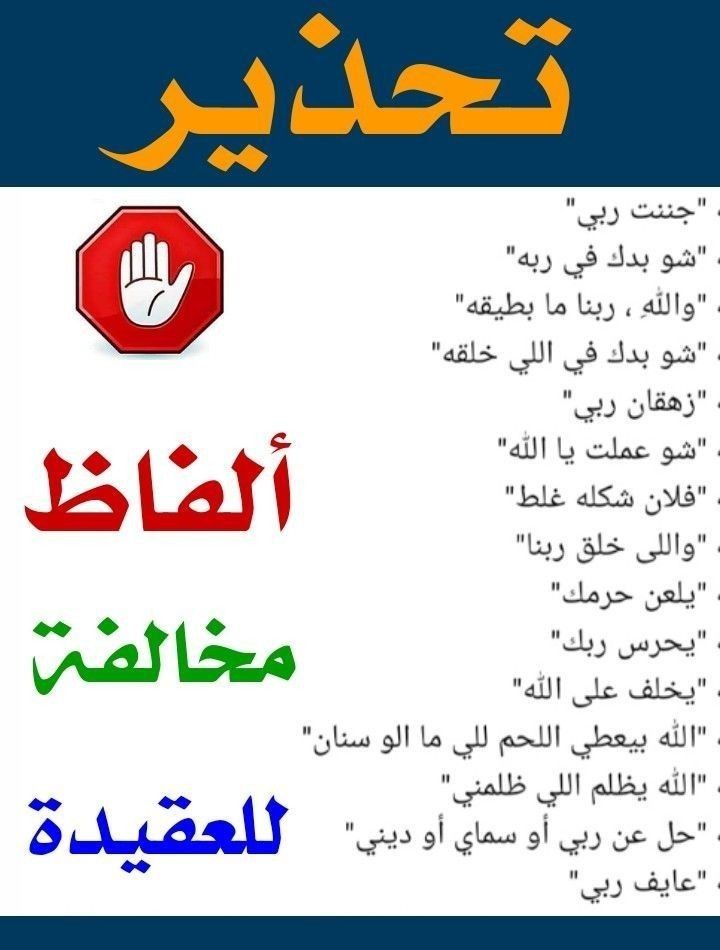 تحذير
"جننت ربي"
"شو بدك في ربه"
"واللهِ ، ربنا ما بطيقه"
"شو بدك في اللي خلقه"
"زهقان ربي"
"شو عملت يا الله"
"فلان شكله غلط"
"واللى خلق ربنا"
"يلعن حرمك"
"يحرس ربك"
"يخلف على الله"
"الله بيعطي اللحم للي ما الو سنان"
"الله يظلم اللي ظلمني"
"حل عن ربي أو سماي أو ديني"
"عايف ربي"
ألفاظ
مخالفة
للعقيدة